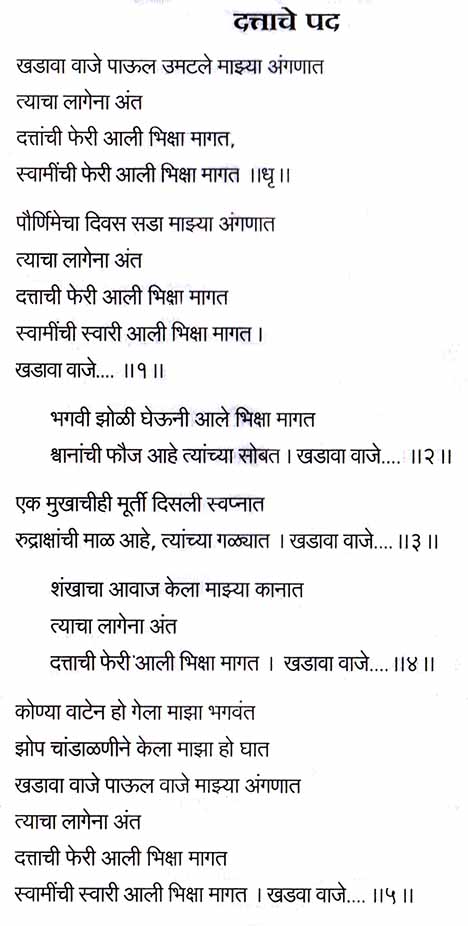 दत्ताचे पद
खडावा वाजे पाऊल उमटले माझ्या अंगणात
त्याचा लागेना अंत
दत्तांची फेरी आली भिक्षा मागत,
स्वामींची फेरी आली भिक्षा मागत ॥धृ॥
पौर्णिमेचा दिवस सडा माझ्या अंगणात
त्याचा लागेना अंत
दत्ताची फेरी आली भिक्षा मागत
स्वामींची स्वारी आली भिक्षा मागत ।
खडावा वाजे.... ॥१॥
भगवी झोळी घेऊनी आले भिक्षा मागत
श्वानांची फौज आहे त्यांच्या सोबत । खडावा वाजे.... ॥२॥
एक मुखाचीही मूर्ती दिसली स्वप्नात
रुद्राक्षांची माळ आहे, त्यांच्या गळ्यात । खडावा वाजे....॥३॥
शंखाचा आवाज केला माझ्या कानात
त्याचा लागेना अंत
दत्ताची फेरी आली भिक्षा मागत । खडावा वाजे....॥४॥
कोण्या वाटेन हो गेला माझा भगवंत
झोप चांडाळणीने केला माझा हो घात
खडावा वाजे पाऊल वाजे माझ्या अंगणात
त्याचा लागेना अंत
दत्ताची फेरी आली भिक्षा मागत
स्वामींची स्वारी आली भिक्षा मागत । खडवा वाजे.... ॥५॥